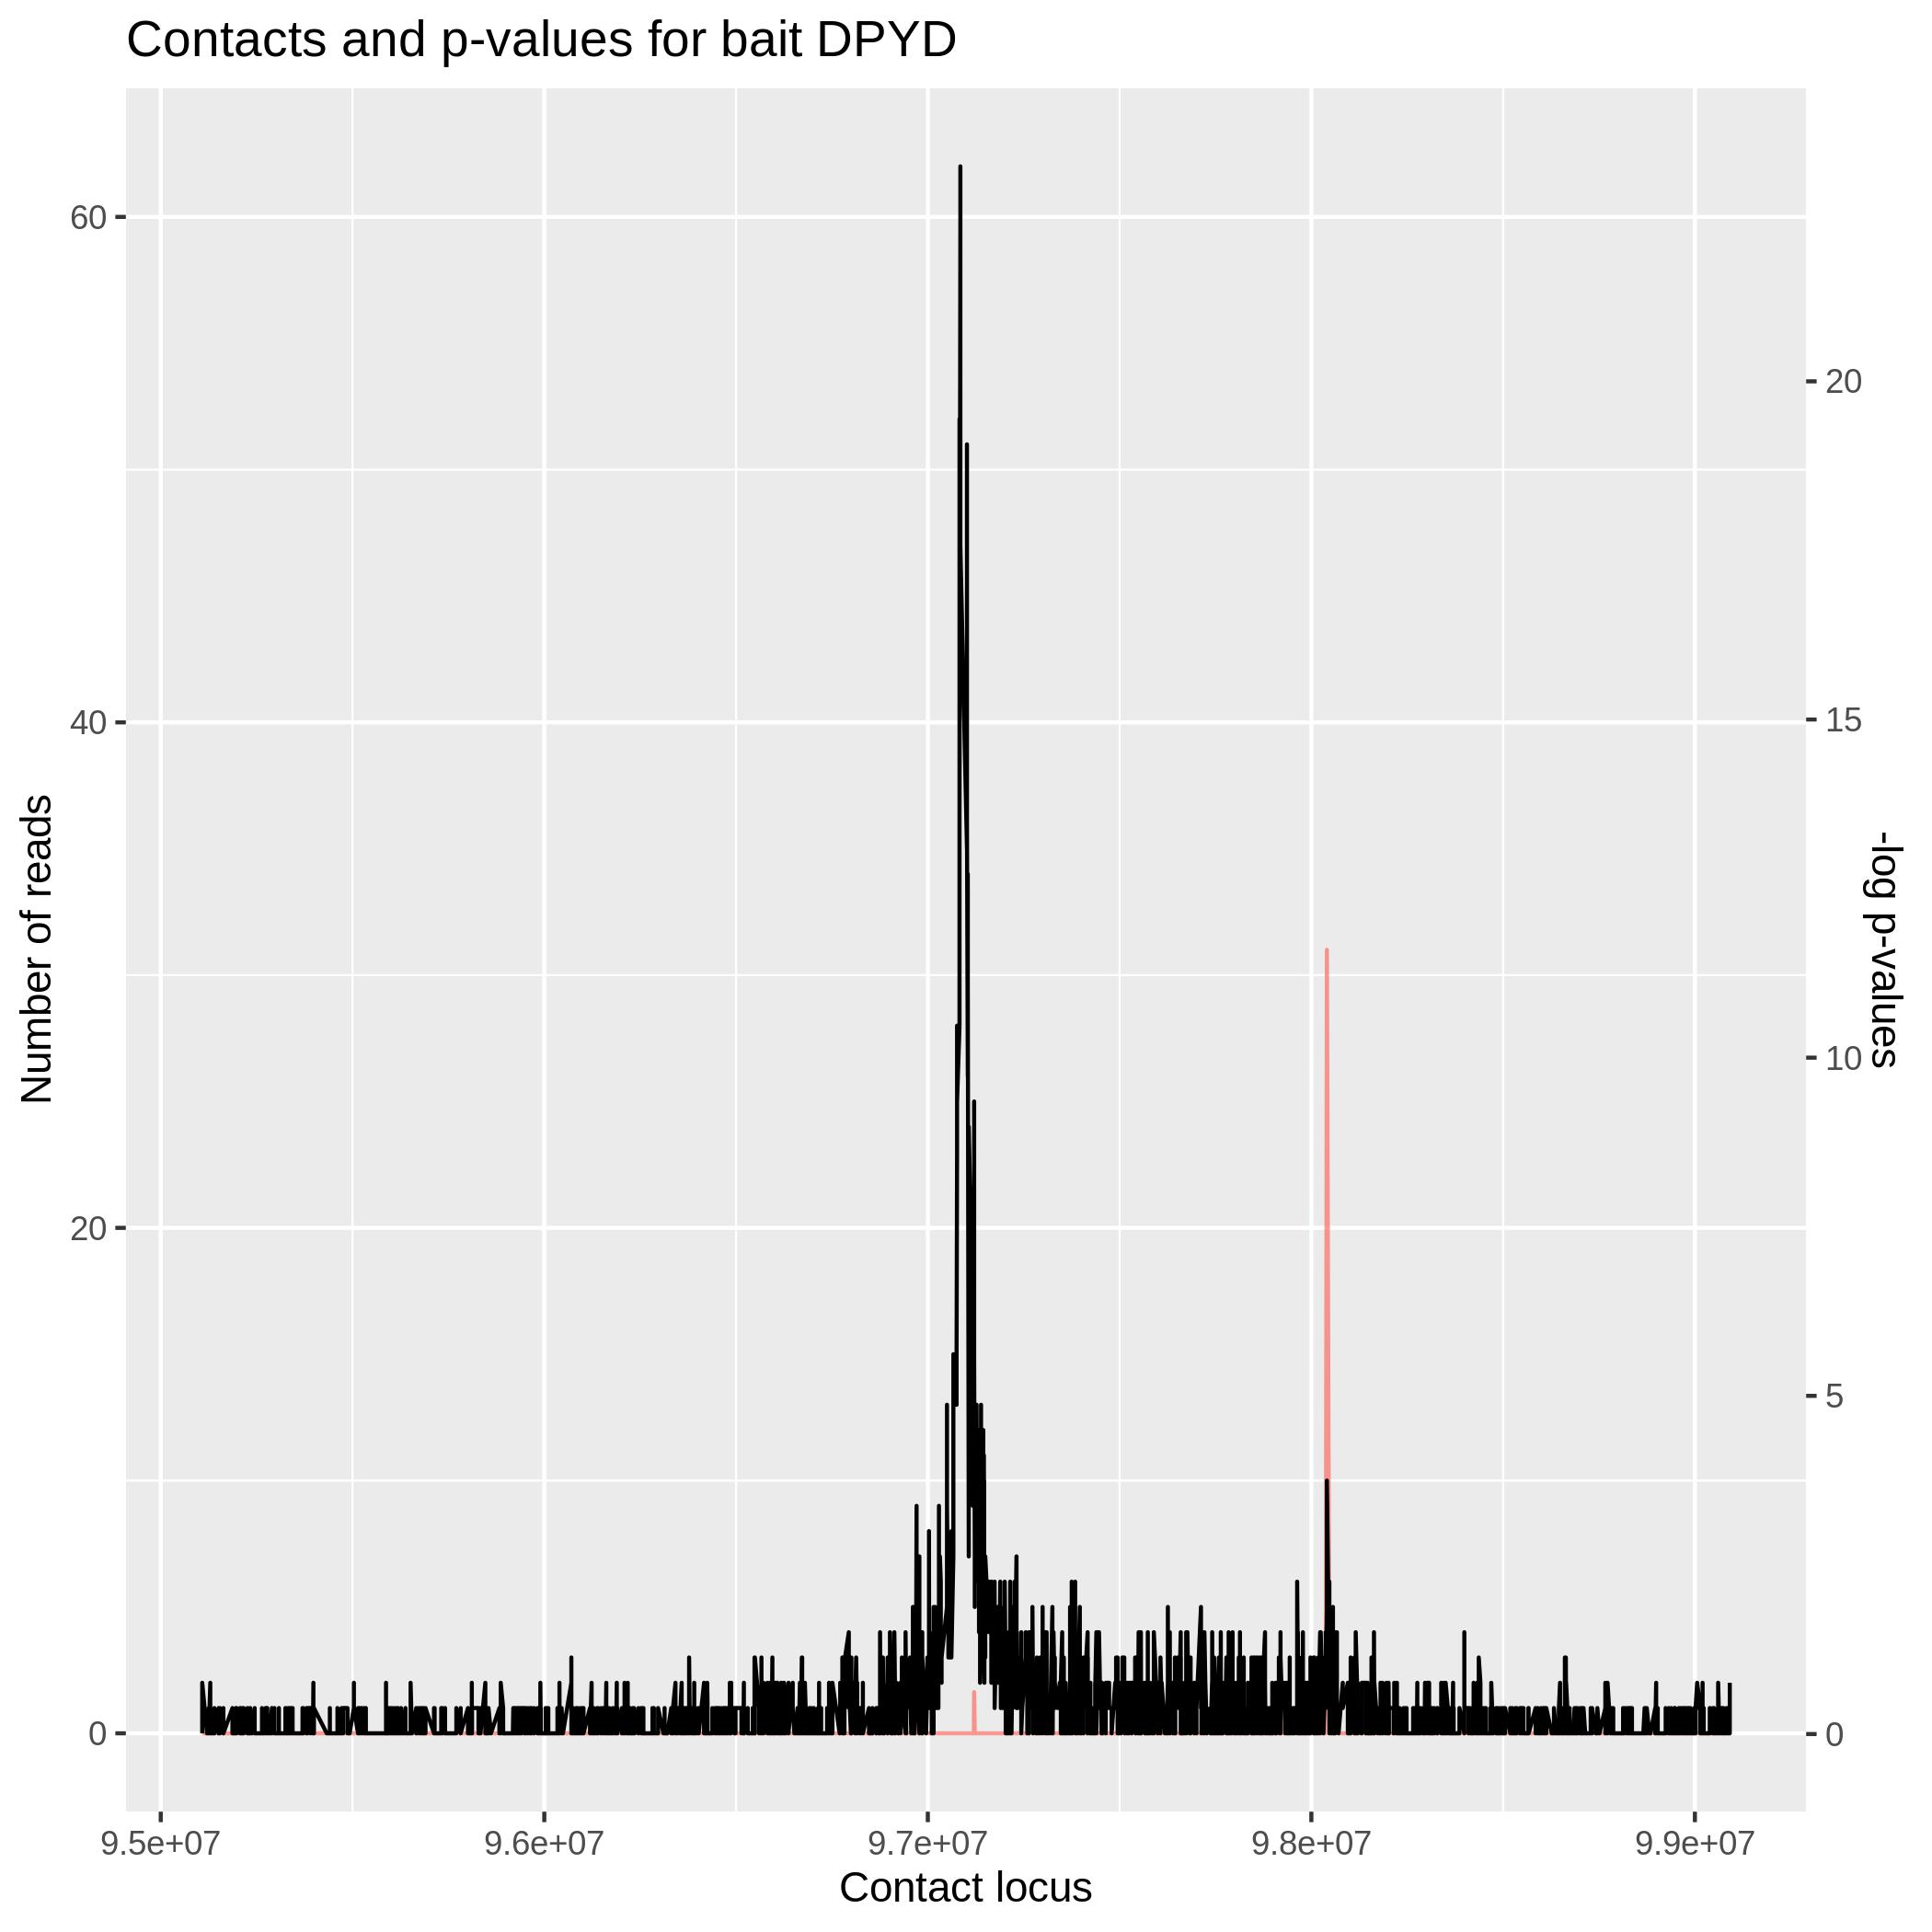 Contacts and p-values for bait DPYD
60
40
20
0
Number of reads
20
15
10
5
0
-log p-values
9.5e+07 9.6e+07 9.7e+07 9.8e+07 9.9e+07
Contact locus